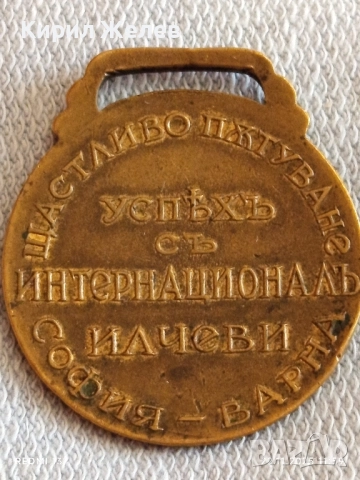 Кирил Желев
ЩАСТЛИВО ПѪТУВАНЕ
УСПѢХЪ
СЪ
ИНТЕРНАЦИОНАЛЪ
ИЛЧЕВИ
СОФИЯ – ВАРНА